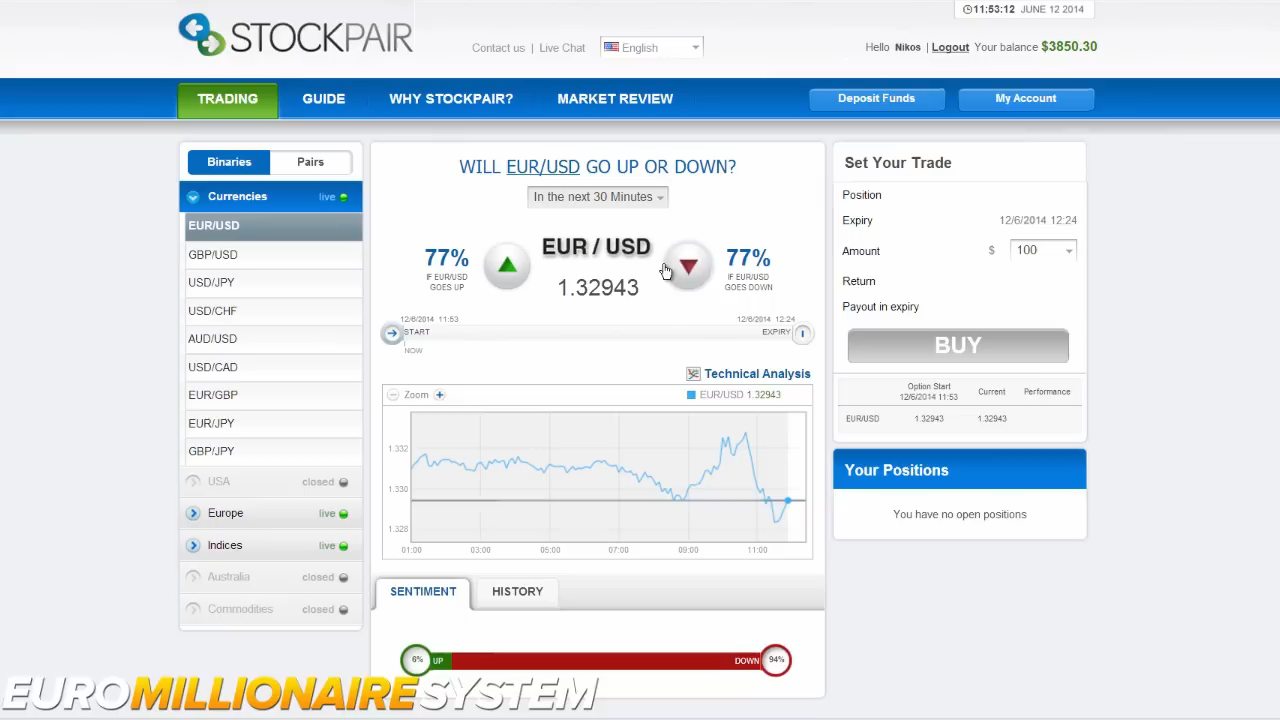 11:53:12 JUNE 12 2014
STOCKPAIR
Contact us | Live Chat
English
Hello Nikos | Logout Your balance $3850.30
TRADING
GUIDE
WHY STOCKPAIR?
MARKET REVIEW
Deposit Funds
My Account
Binaries
Pairs
Currencies live
EUR/USD
GBP/USD
USD/JPY
USD/CHF
AUD/USD
USD/CAD
EUR/GBP
EUR/JPY
GBP/JPY
USA closed
Europe live
Indices live
Australia closed
Commodities closed
WILL EUR/USD GO UP OR DOWN?
In the next 30 Minutes
77%
IF EUR/USD
GOES UP
EUR / USD
1.32943
77%
IF EUR/USD
GOES DOWN
12/6/2014 11:53
12/6/2014 12:24
START
EXPIRY
NOW
Technical Analysis
Zoom
EUR/USD 1.32943
1.332
1.330
1.328
01:00 03:00 05:00 07:00 09:00 11:00
SENTIMENT
HISTORY
6% UP
DOWN 94%
Set Your Trade
Position
Expiry 12/6/2014 12:24
Amount $ 100
Return
Payout in expiry
BUY
Option Start
12/6/2014 11:53
Current
Performance
EUR/USD 1.32943 1.32943
Your Positions
You have no open positions
EUROMILLIONAIRESYSTEM